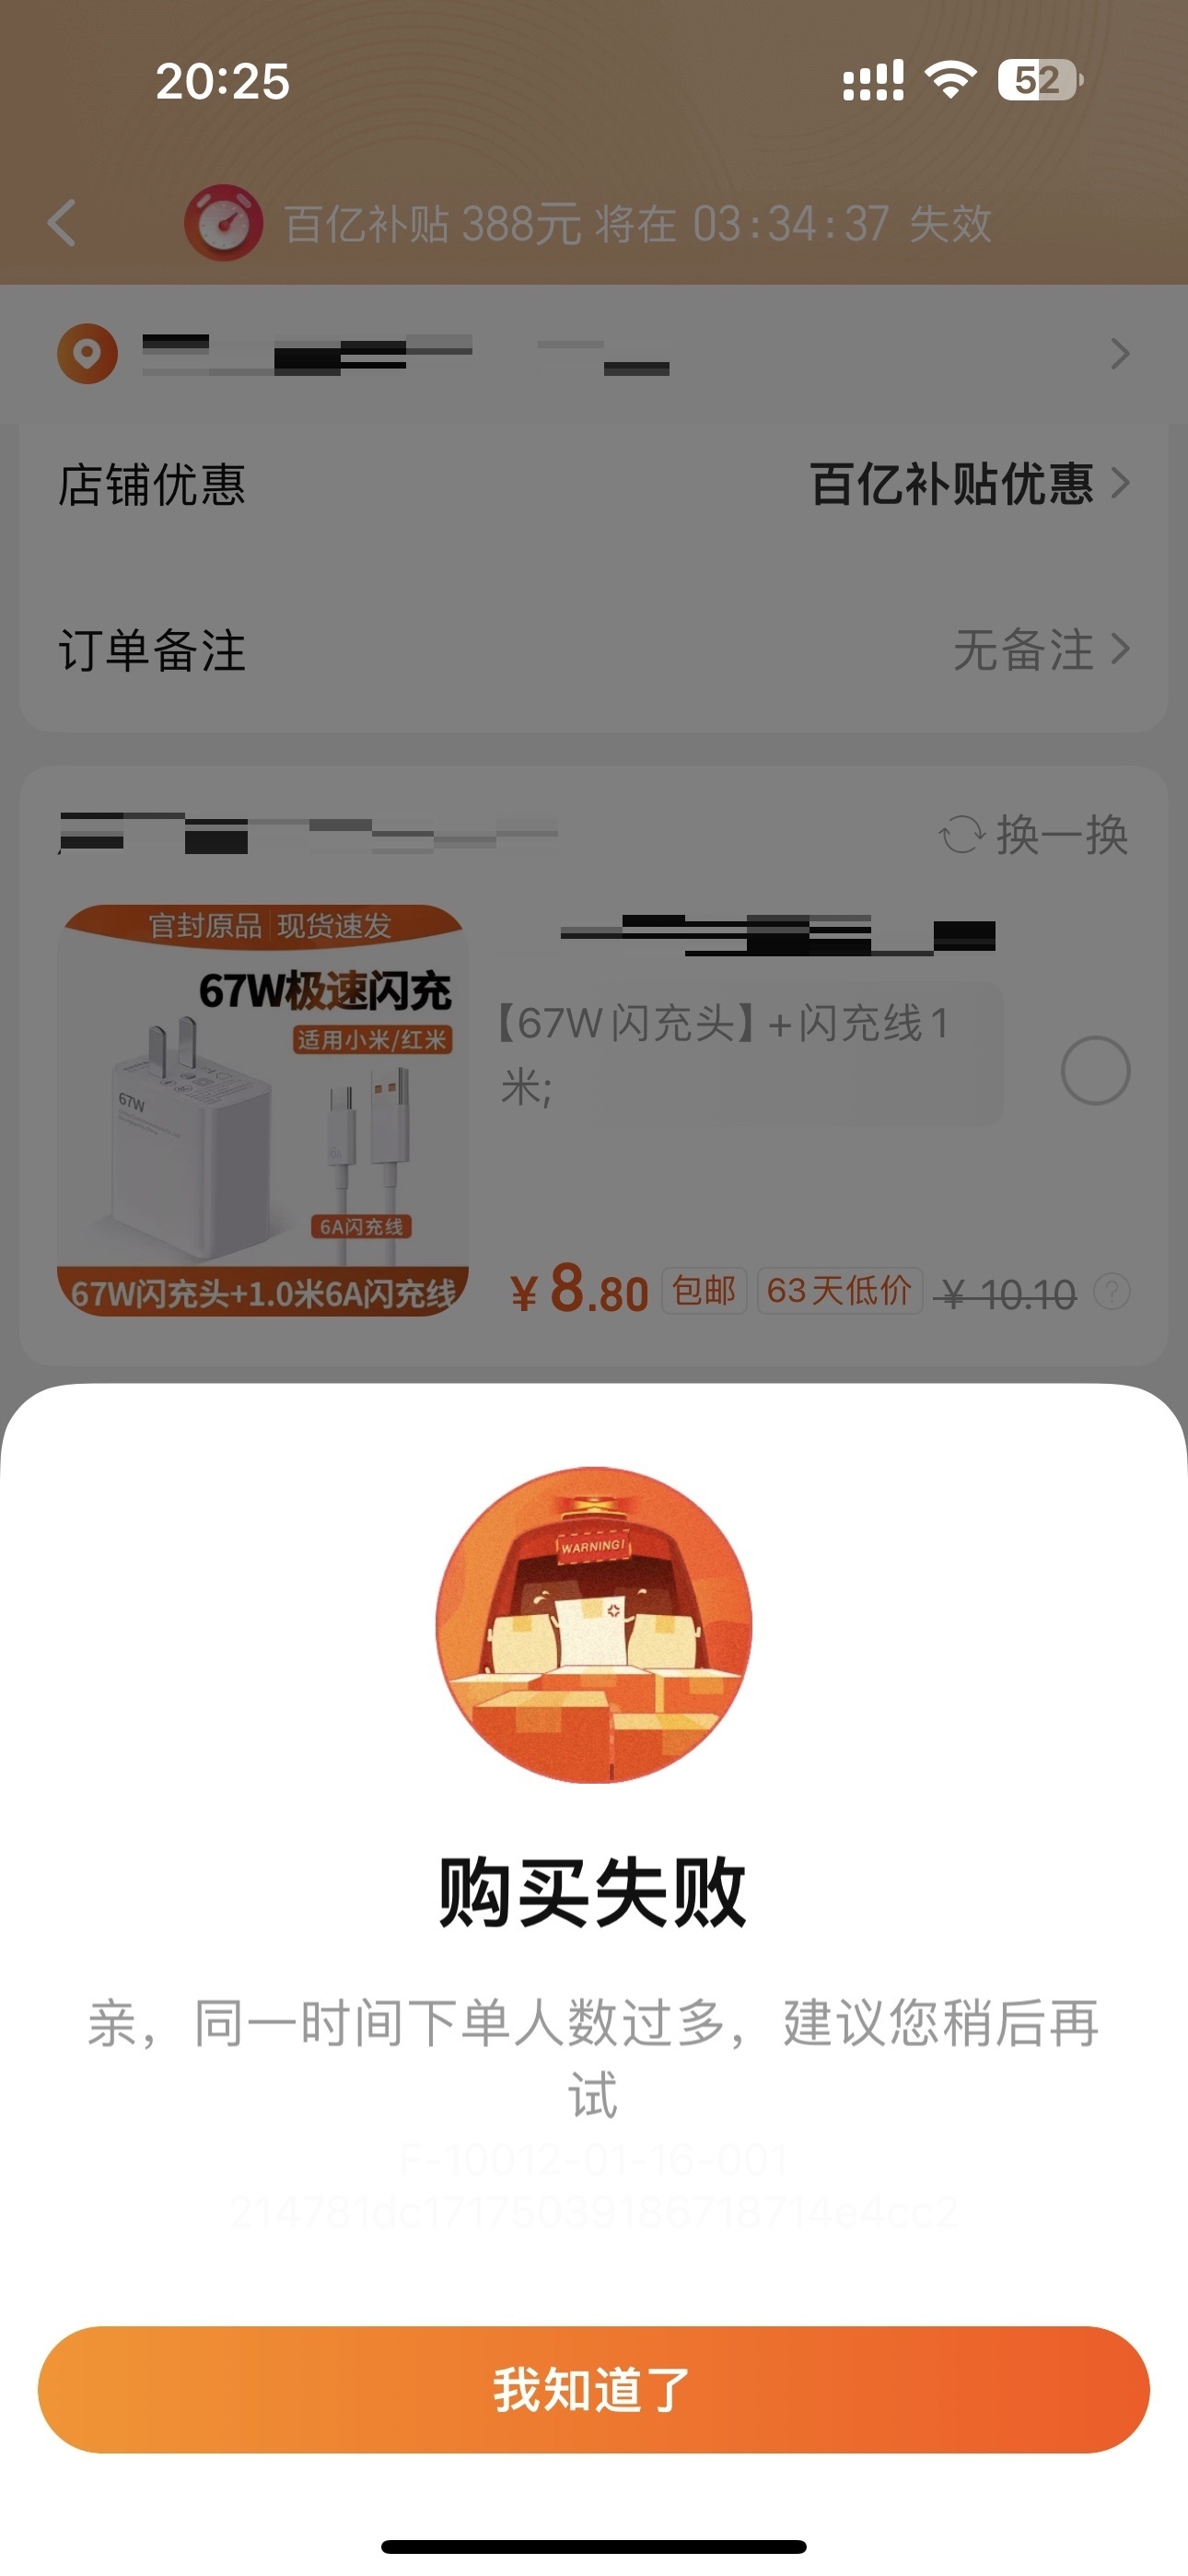 20:25
52
百亿补贴 388元 将在 03:34:37 失效
店铺优惠
百亿补贴优惠
订单备注
无备注
换一换
官封原品 现货速发
67W极速闪充
适用小米/红米
67W
6A
6A闪充线
67W闪充头+1.0米6A闪充线
【67W闪充头】+闪充线1
米;
¥8.80 包邮 63天低价 ¥ 10.10 ?
WARNING!
购买失败
亲，同一时间下单人数过多，建议您稍后再
试
F-10012-01-16-001
214781dc17175039186718714e4cc2
我知道了